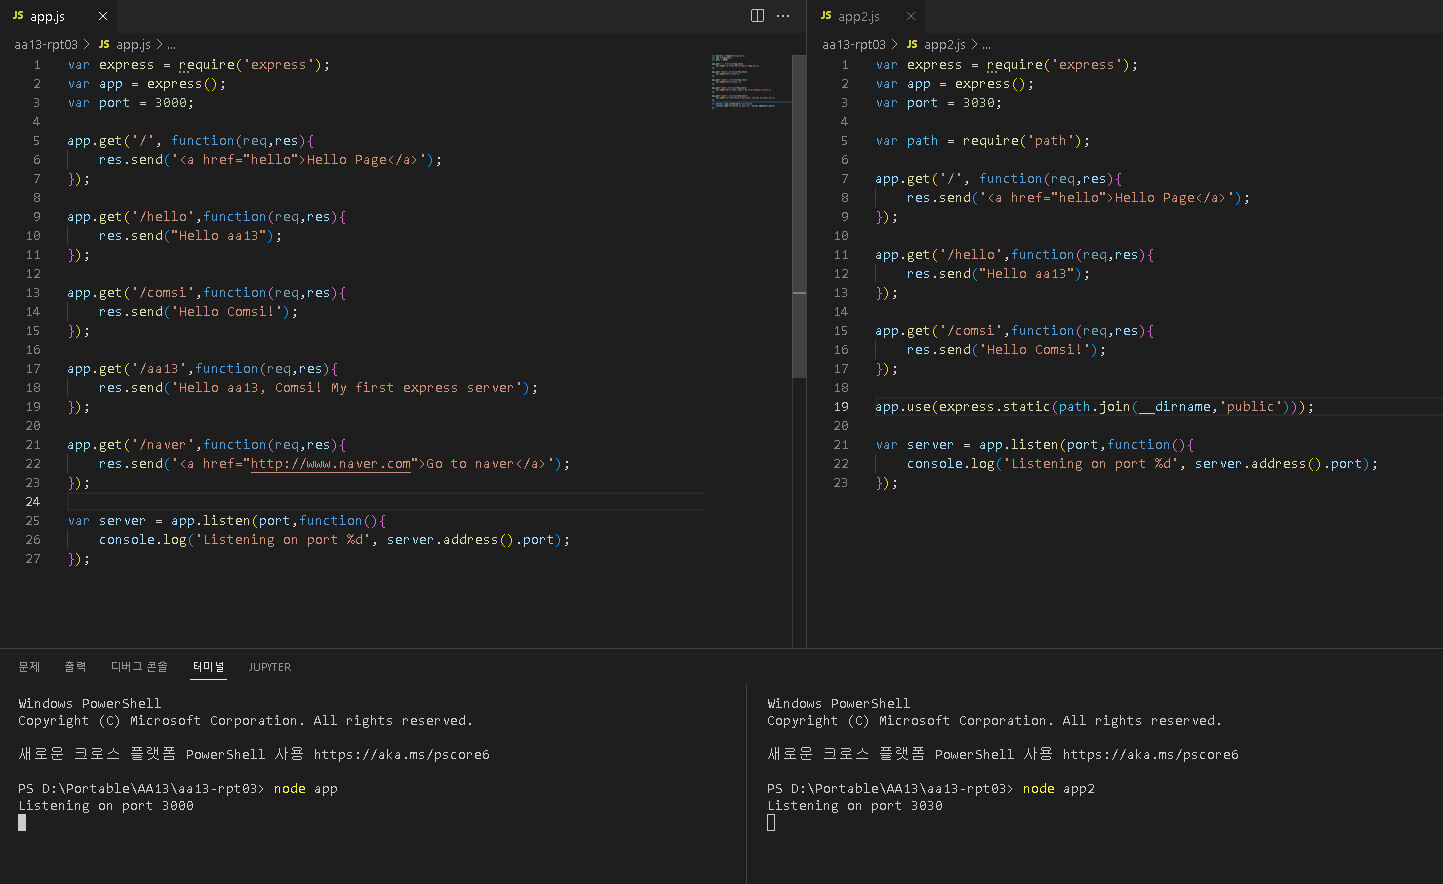 JS app.js
aa13-rpt03 > JS app.js > ...
1 var express = require('express');
2 var app = express();
3 var port = 3000;
4
5 app.get('/', function(req,res){
6 res.send('<a href="hello">Hello Page</a>');
7 });
8
9 app.get('/hello',function(req,res){
10 res.send("Hello aa13");
11 });
12
13 app.get('/comsi',function(req,res){
14 res.send('Hello Comsi!');
15 });
16
17 app.get('/aa13',function(req,res){
18 res.send('Hello aa13, Comsi! My first express server');
19 });
20
21 app.get('/naver',function(req,res){
22 res.send('<a href="http://www.naver.com">Go to naver</a>');
23 });
24
25 var server = app.listen(port,function(){
26 console.log('Listening on port %d', server.address().port);
27 });
JS app2.js
aa13-rpt03 > JS app2.js > ...
1 var express = require('express');
2 var app = express();
3 var port = 3030;
4
5 var path = require('path');
6
7 app.get('/', function(req,res){
8 res.send('<a href="hello">Hello Page</a>');
9 });
10
11 app.get('/hello',function(req,res){
12 res.send("Hello aa13");
13 });
14
15 app.get('/comsi',function(req,res){
16 res.send('Hello Comsi!');
17 });
18
19 app.use(express.static(path.join(__dirname,'public')));
20
21 var server = app.listen(port,function(){
22 console.log('Listening on port %d', server.address().port);
23 });
문제 출력 디버그 콘솔 터미널 JUPYTER
Windows PowerShell
Copyright (C) Microsoft Corporation. All rights reserved.
새로운 크로스 플랫폼 PowerShell 사용 https://aka.ms/pscore6
PS D:\Portable\AA13\aa13-rpt03> node app
Listening on port 3000
Windows PowerShell
Copyright (C) Microsoft Corporation. All rights reserved.
새로운 크로스 플랫폼 PowerShell 사용 https://aka.ms/pscore6
PS D:\Portable\AA13\aa13-rpt03> node app2
Listening on port 3030